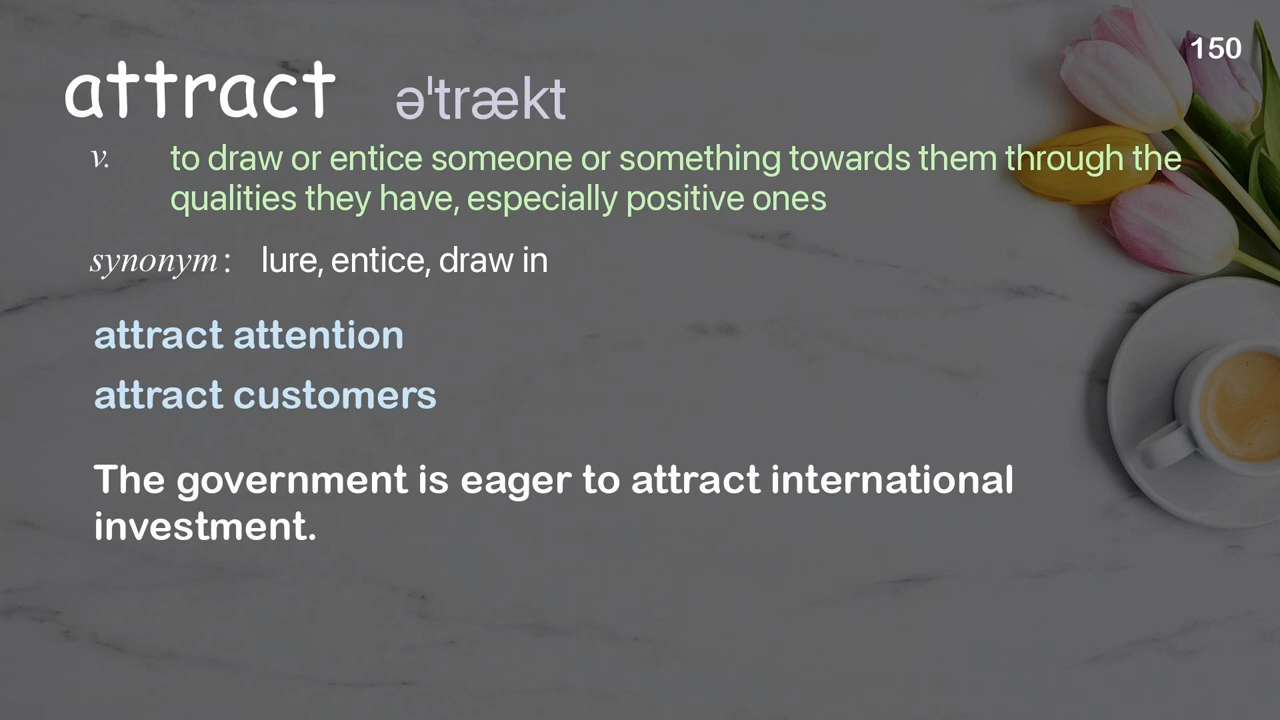 150
attract əˈtrækt
v. to draw or entice someone or something towards them through the
qualities they have, especially positive ones
synonym : lure, entice, draw in
attract attention
attract customers
The government is eager to attract international
investment.